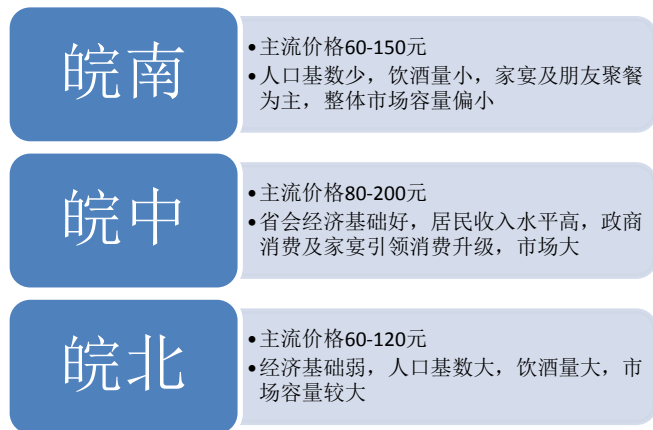 皖南
•主流价格60-150元
•人口基数少，饮酒量小，家宴及朋友聚餐
为主，整体市场容量偏小
皖中
•主流价格80-200元
•省会经济基础好，居民收入水平高，政商
消费及家宴引领消费升级，市场大
皖北
•主流价格60-120元
•经济基础弱，人口基数大，饮酒量大，市
场容量较大